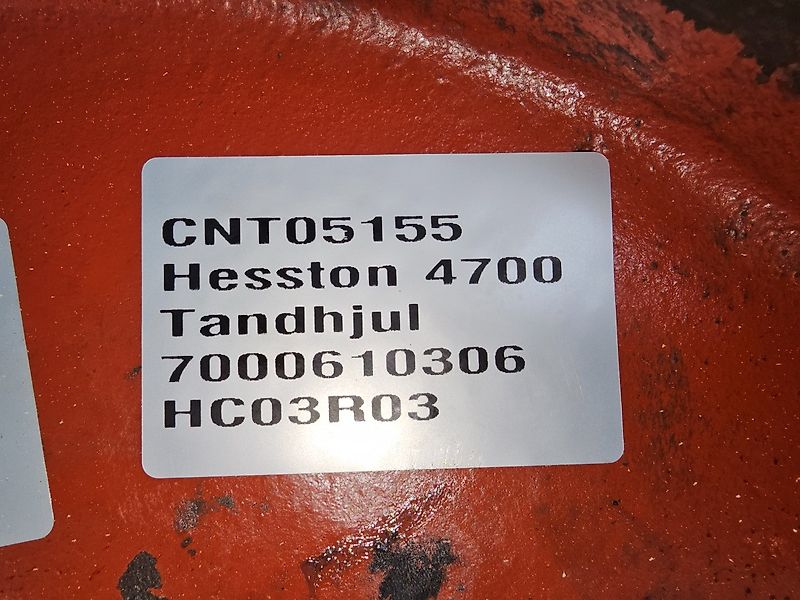 CNT05155
Hesston 4700
Tandhjul
7000610306
HC03R03